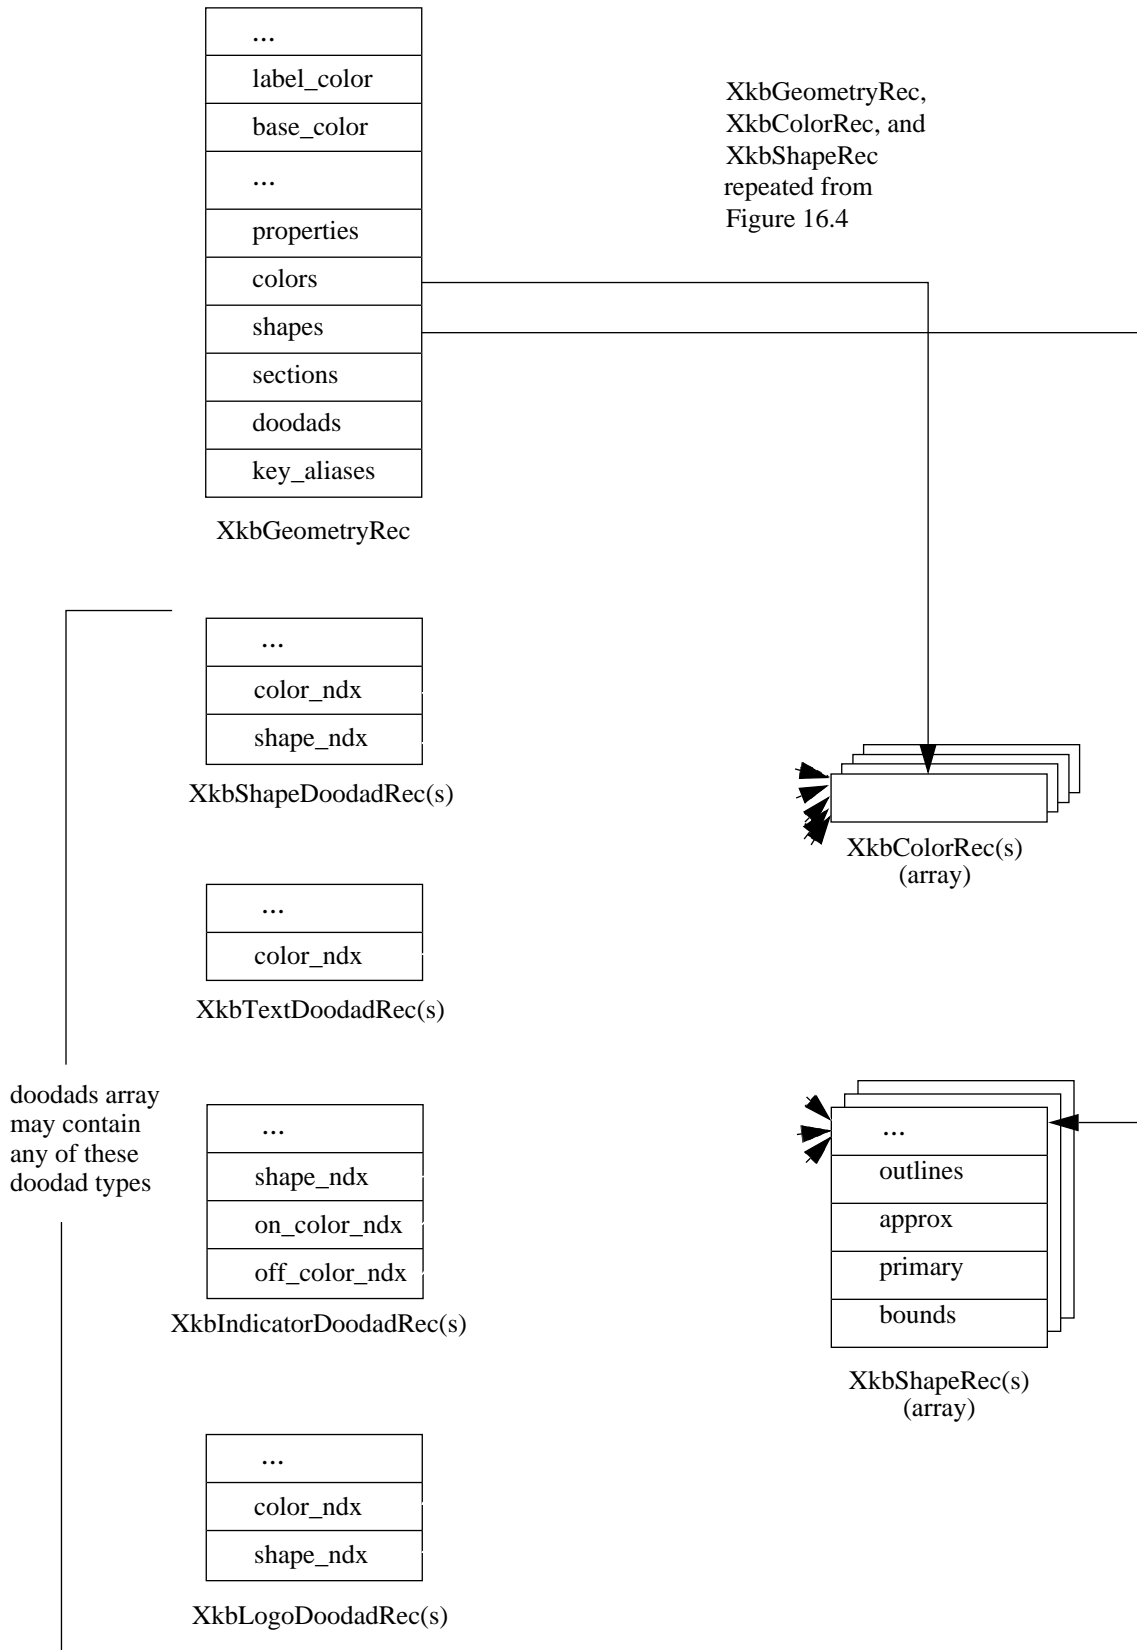 ...
label_color
base_color
...
properties
colors
shapes
sections
doodads
key_aliases
XkbGeometryRec
XkbGeometryRec,
XkbColorRec, and
XkbShapeRec
repeated from
Figure 16.4
...
color_ndx
shape_ndx
XkbShapeDoodadRec(s)
XkbColorRec(s)
(array)
...
color_ndx
XkbTextDoodadRec(s)
doodads array
may contain
any of these
doodad types
...
shape_ndx
on_color_ndx
off_color_ndx
XkbIndicatorDoodadRec(s)
...
outlines
approx
primary
bounds
XkbShapeRec(s)
(array)
...
color_ndx
shape_ndx
XkbLogoDoodadRec(s)